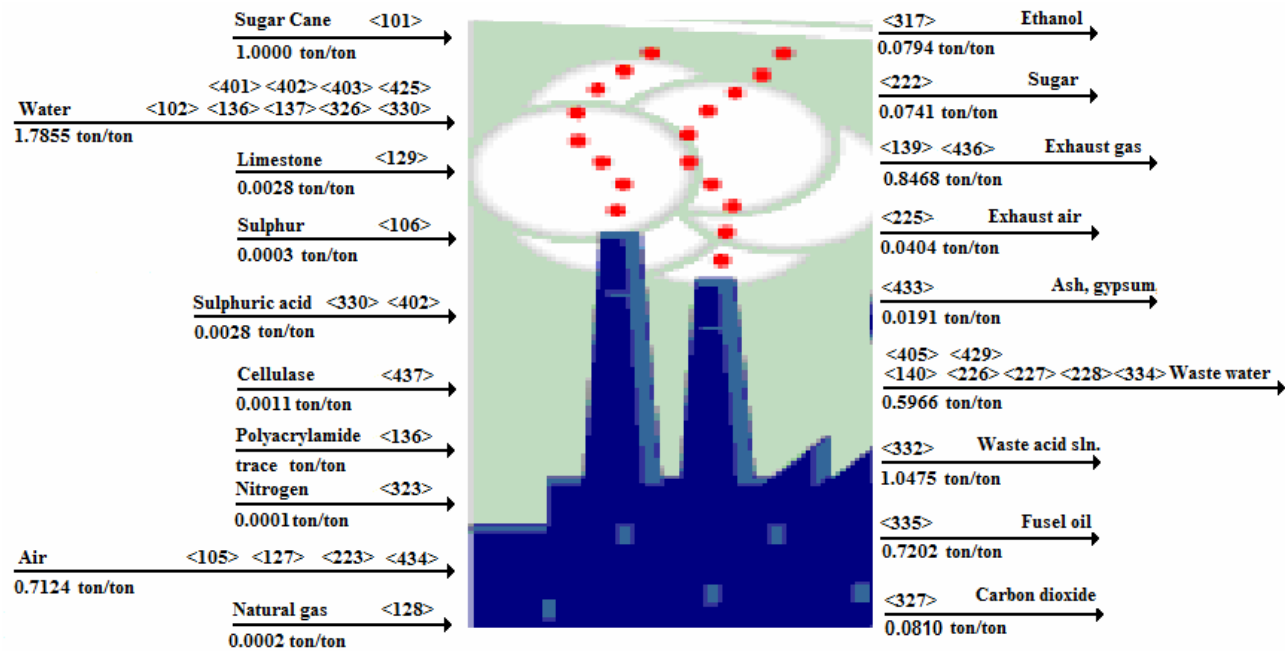 Sugar Cane <101>
1.0000 ton/ton
<401> <402> <403> <425>
Water <102> <136> <137> <326> <330>
1.7855 ton/ton
Limestone <129>
0.0028 ton/ton
Sulphur <106>
0.0003 ton/ton
Sulphuric acid <330> <402>
0.0028 ton/ton
Cellulase <437>
0.0011 ton/ton
Polyacrylamide <136>
trace ton/ton
Nitrogen <323>
0.0001 ton/ton
Air <105> <127> <223> <434>
0.7124 ton/ton
Natural gas <128>
0.0002 ton/ton
<317> Ethanol
0.0794 ton/ton
<222> Sugar
0.0741 ton/ton
<139> <436> Exhaust gas
0.8468 ton/ton
<225> Exhaust air
0.0404 ton/ton
<433> Ash, gypsum
0.0191 ton/ton
<405> <429>
<140> <226> <227> <228> <334> Waste water
0.5966 ton/ton
<332> Waste acid sln.
1.0475 ton/ton
<335> Fusel oil
0.7202 ton/ton
<327> Carbon dioxide
0.0810 ton/ton